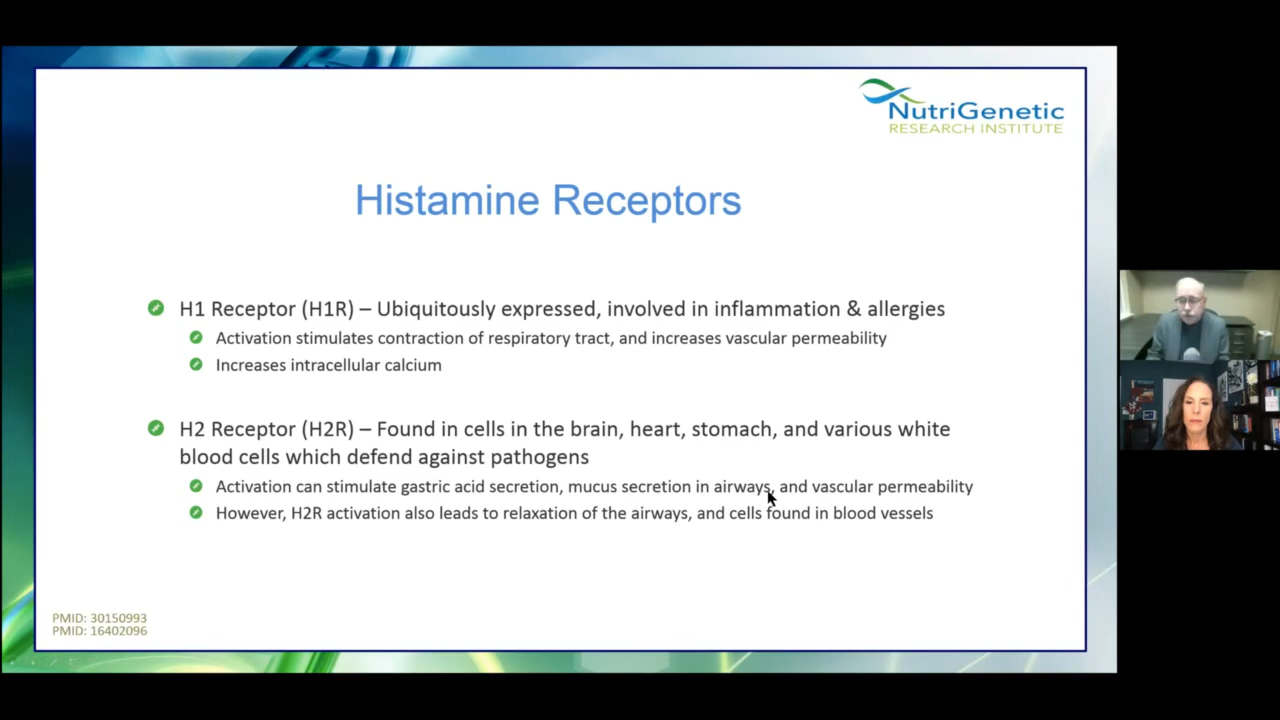 NutriGenetic
RESEARCH INSTITUTE
Histamine Receptors
H1 Receptor (H1R) – Ubiquitously expressed, involved in inflammation & allergies
Activation stimulates contraction of respiratory tract, and increases vascular permeability
Increases intracellular calcium
H2 Receptor (H2R) – Found in cells in the brain, heart, stomach, and various white
blood cells which defend against pathogens
Activation can stimulate gastric acid secretion, mucus secretion in airways, and vascular permeability
However, H2R activation also leads to relaxation of the airways, and cells found in blood vessels
PMID: 30150993
PMID: 16402096